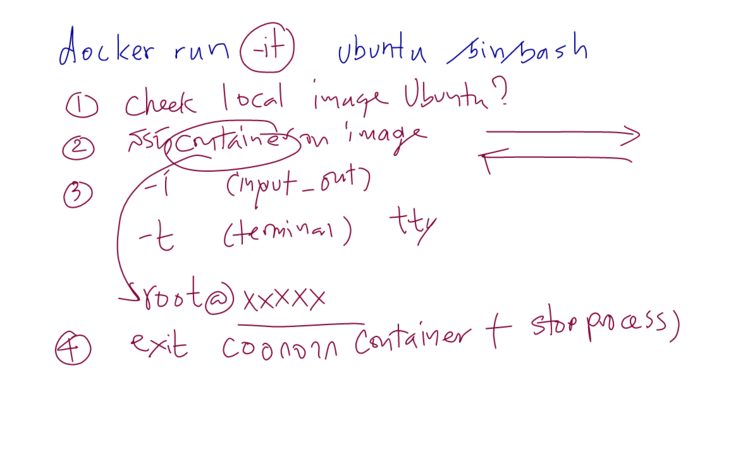 docker run -it ubuntu /bin/bash
① check local image Ubuntu?
② สร้าง container จาก image
③ -i (input_out)
-t (terminal) tty
$root@xxxxx
④ exit (ออกจาก Container + stop process)